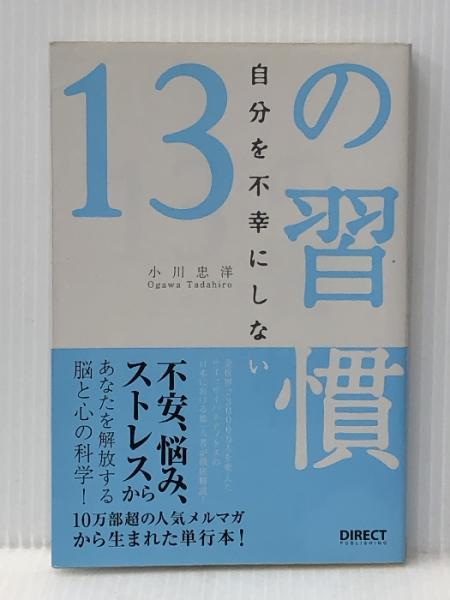 自分を不幸にしない
13
の習慣
小川忠洋
Ogawa Tadahiro
不安、悩み、
ストレスから
あなたを解放する
脳と心の科学!
10万部超の人気メルマガ
から生まれた単行本!
DIRECT
PUBLISHING